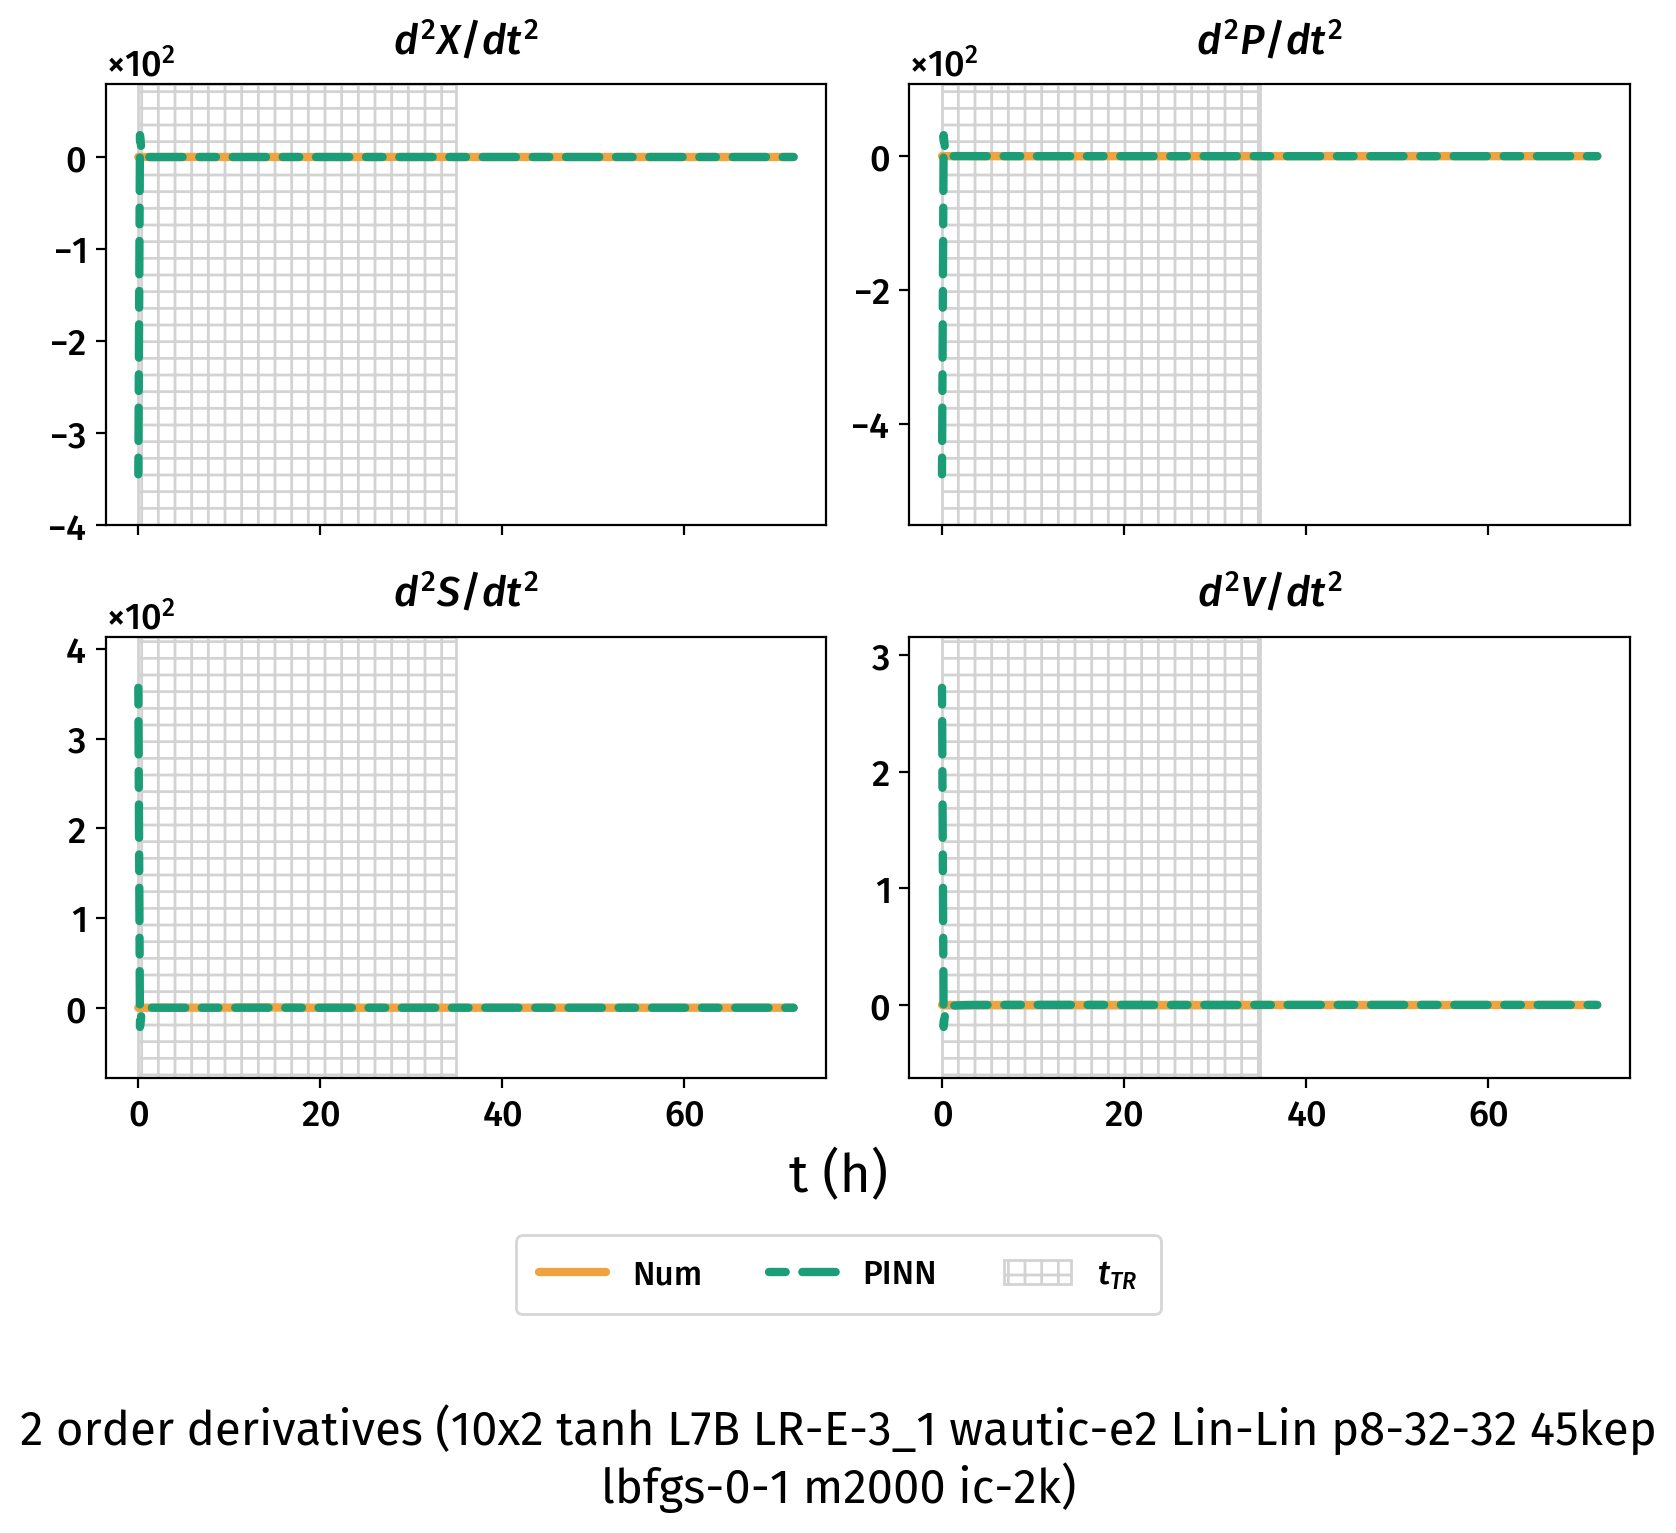 d²X/dt²
×10²
0
−1
−2
−3
−4
d²P/dt²
×10²
0
−2
−4
d²S/dt²
×10²
4
3
2
1
0
0 20 40 60
d²V/dt²
3
2
1
0
0 20 40 60
t (h)
Num PINN t_TR
2 order derivatives (10x2 tanh L7B LR-E-3_1 wautic-e2 Lin-Lin p8-32-32 45kep
lbfgs-0-1 m2000 ic-2k)